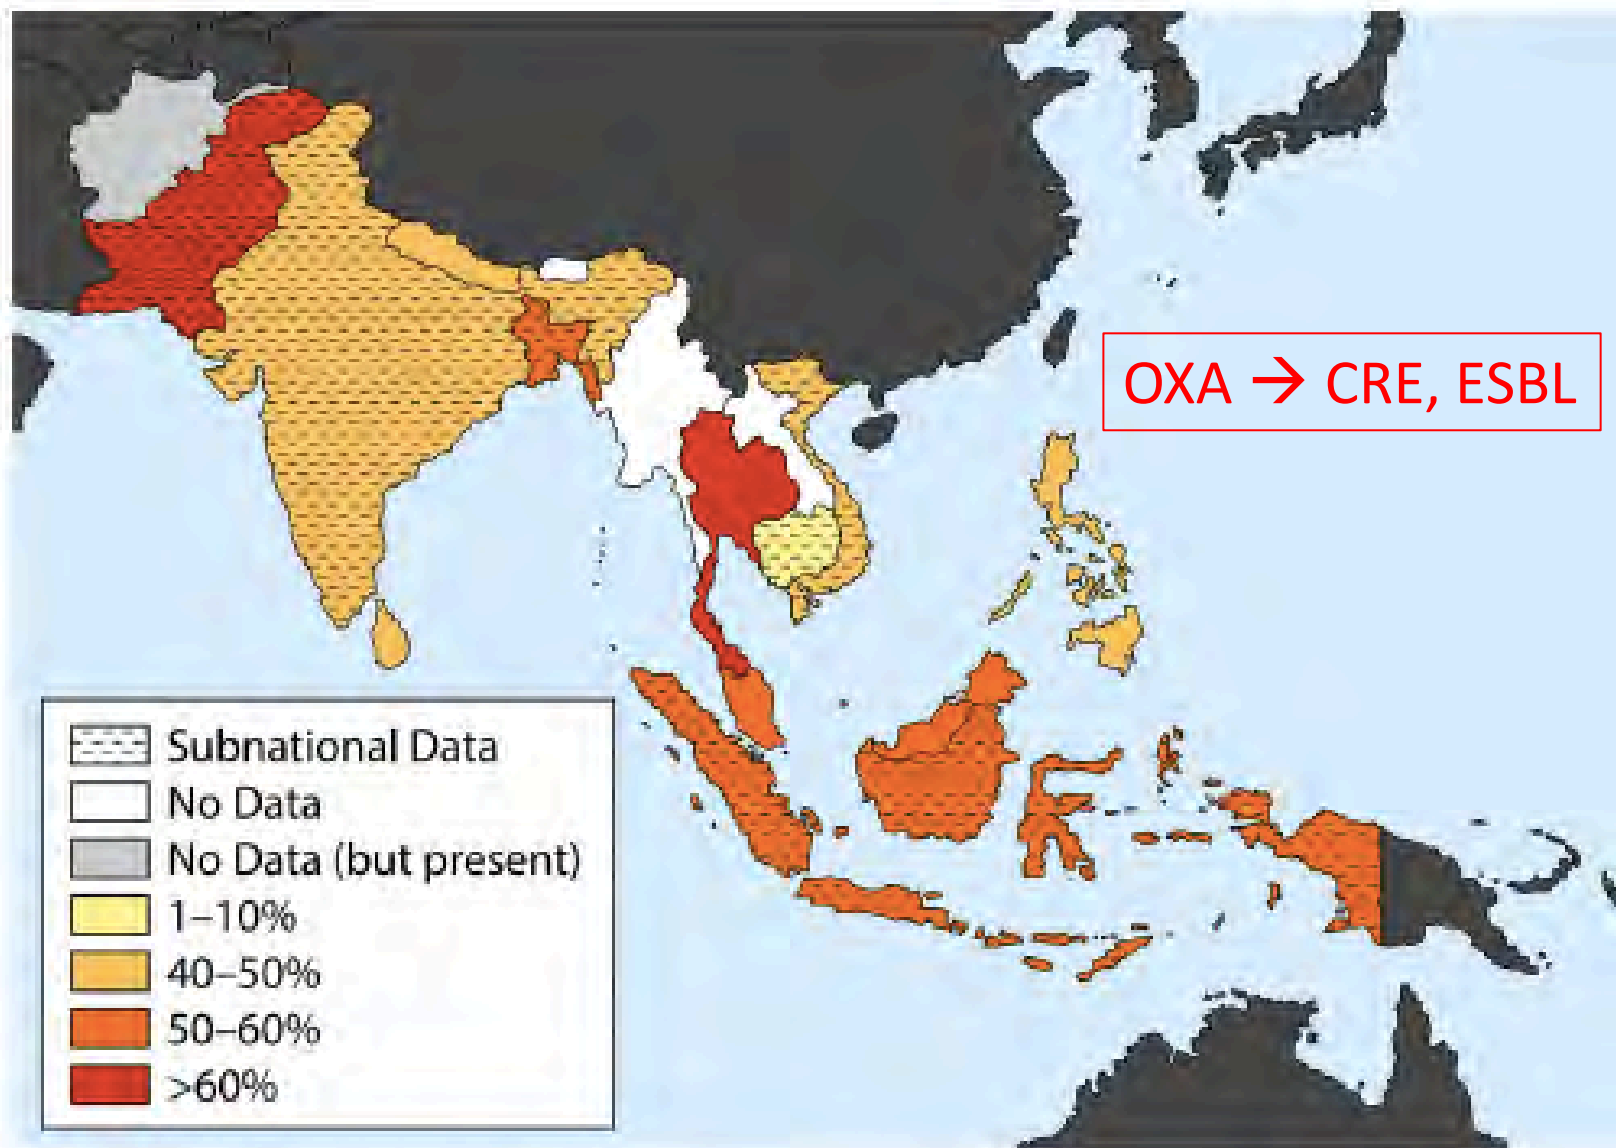 OXA → CRE, ESBL
Subnational Data
No Data
No Data (but present)
1–10%
40–50%
50–60%
>60%